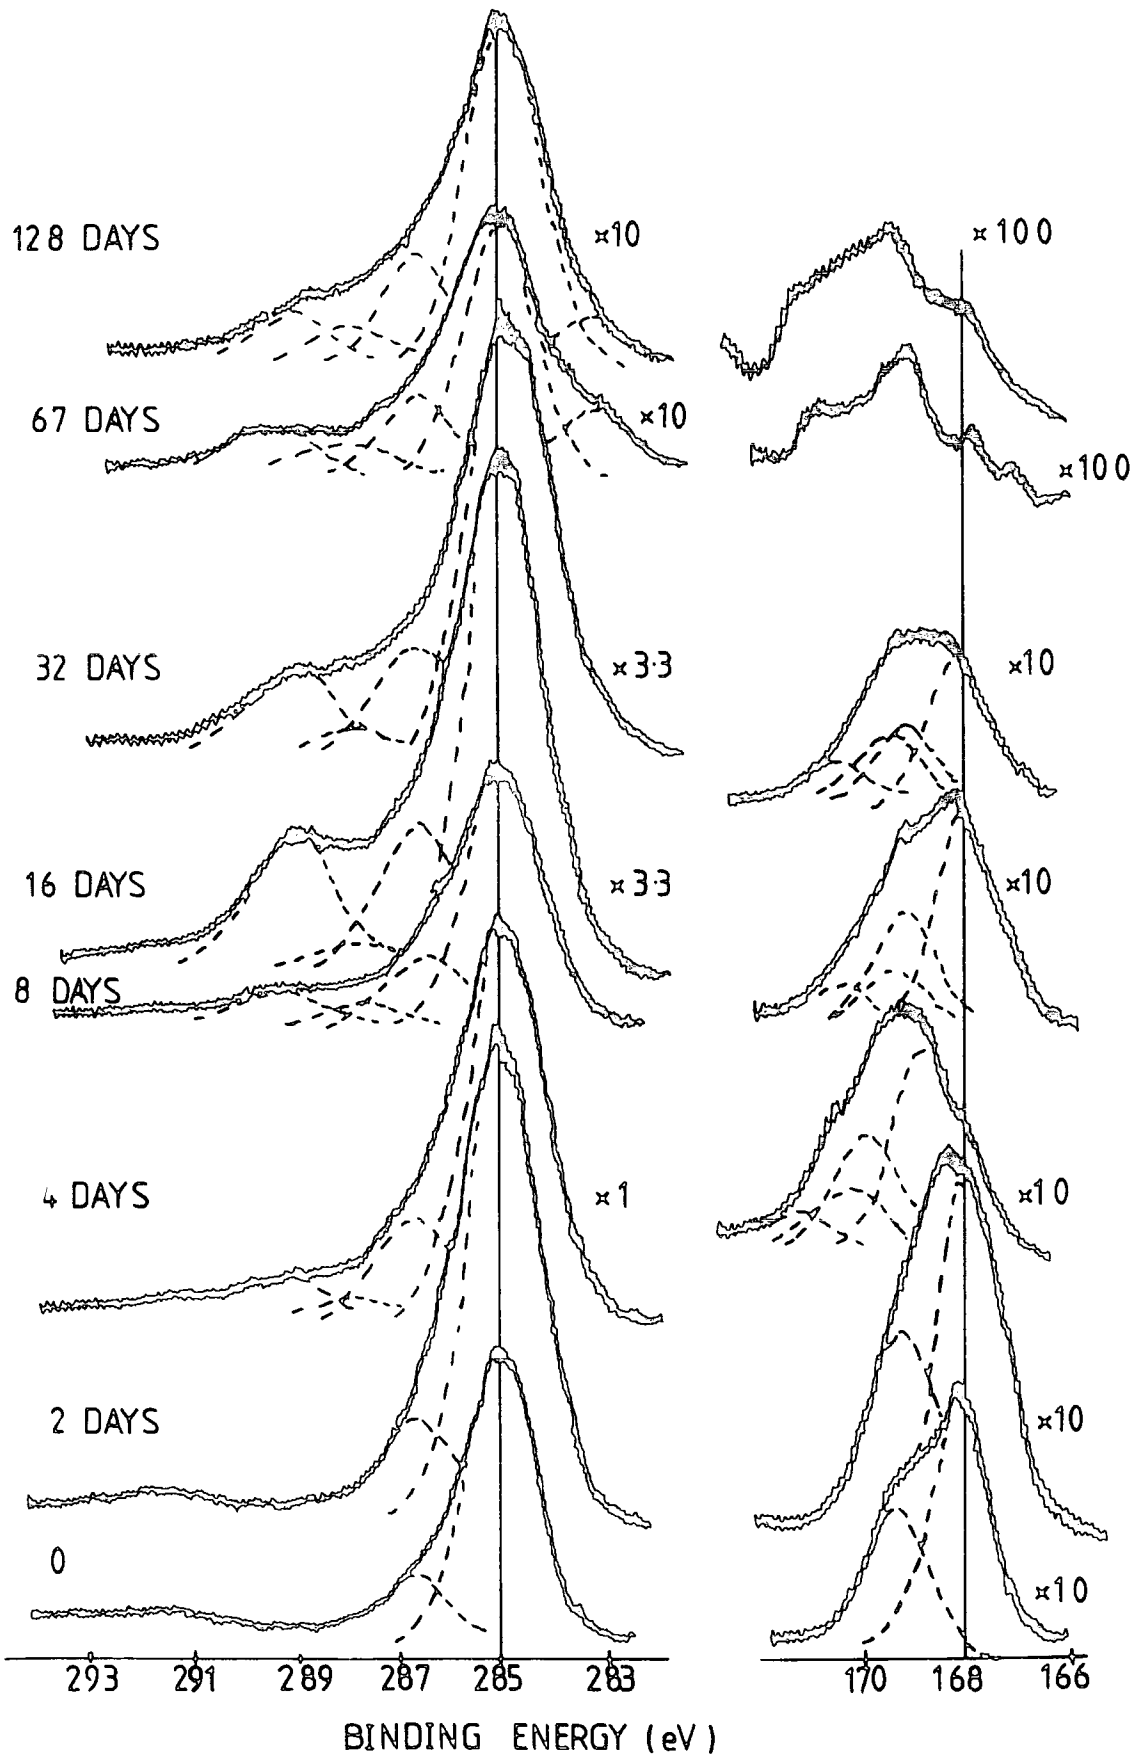 128 DAYS ¤10 ¤100
67 DAYS ¤10 ¤100
32 DAYS ¤3·3 ¤10
16 DAYS ¤3·3 ¤10
8 DAYS
4 DAYS ¤1 ¤10
2 DAYS ¤10
0 ¤10
293 291 289 287 285 283 170 168 166
BINDING ENERGY (eV)